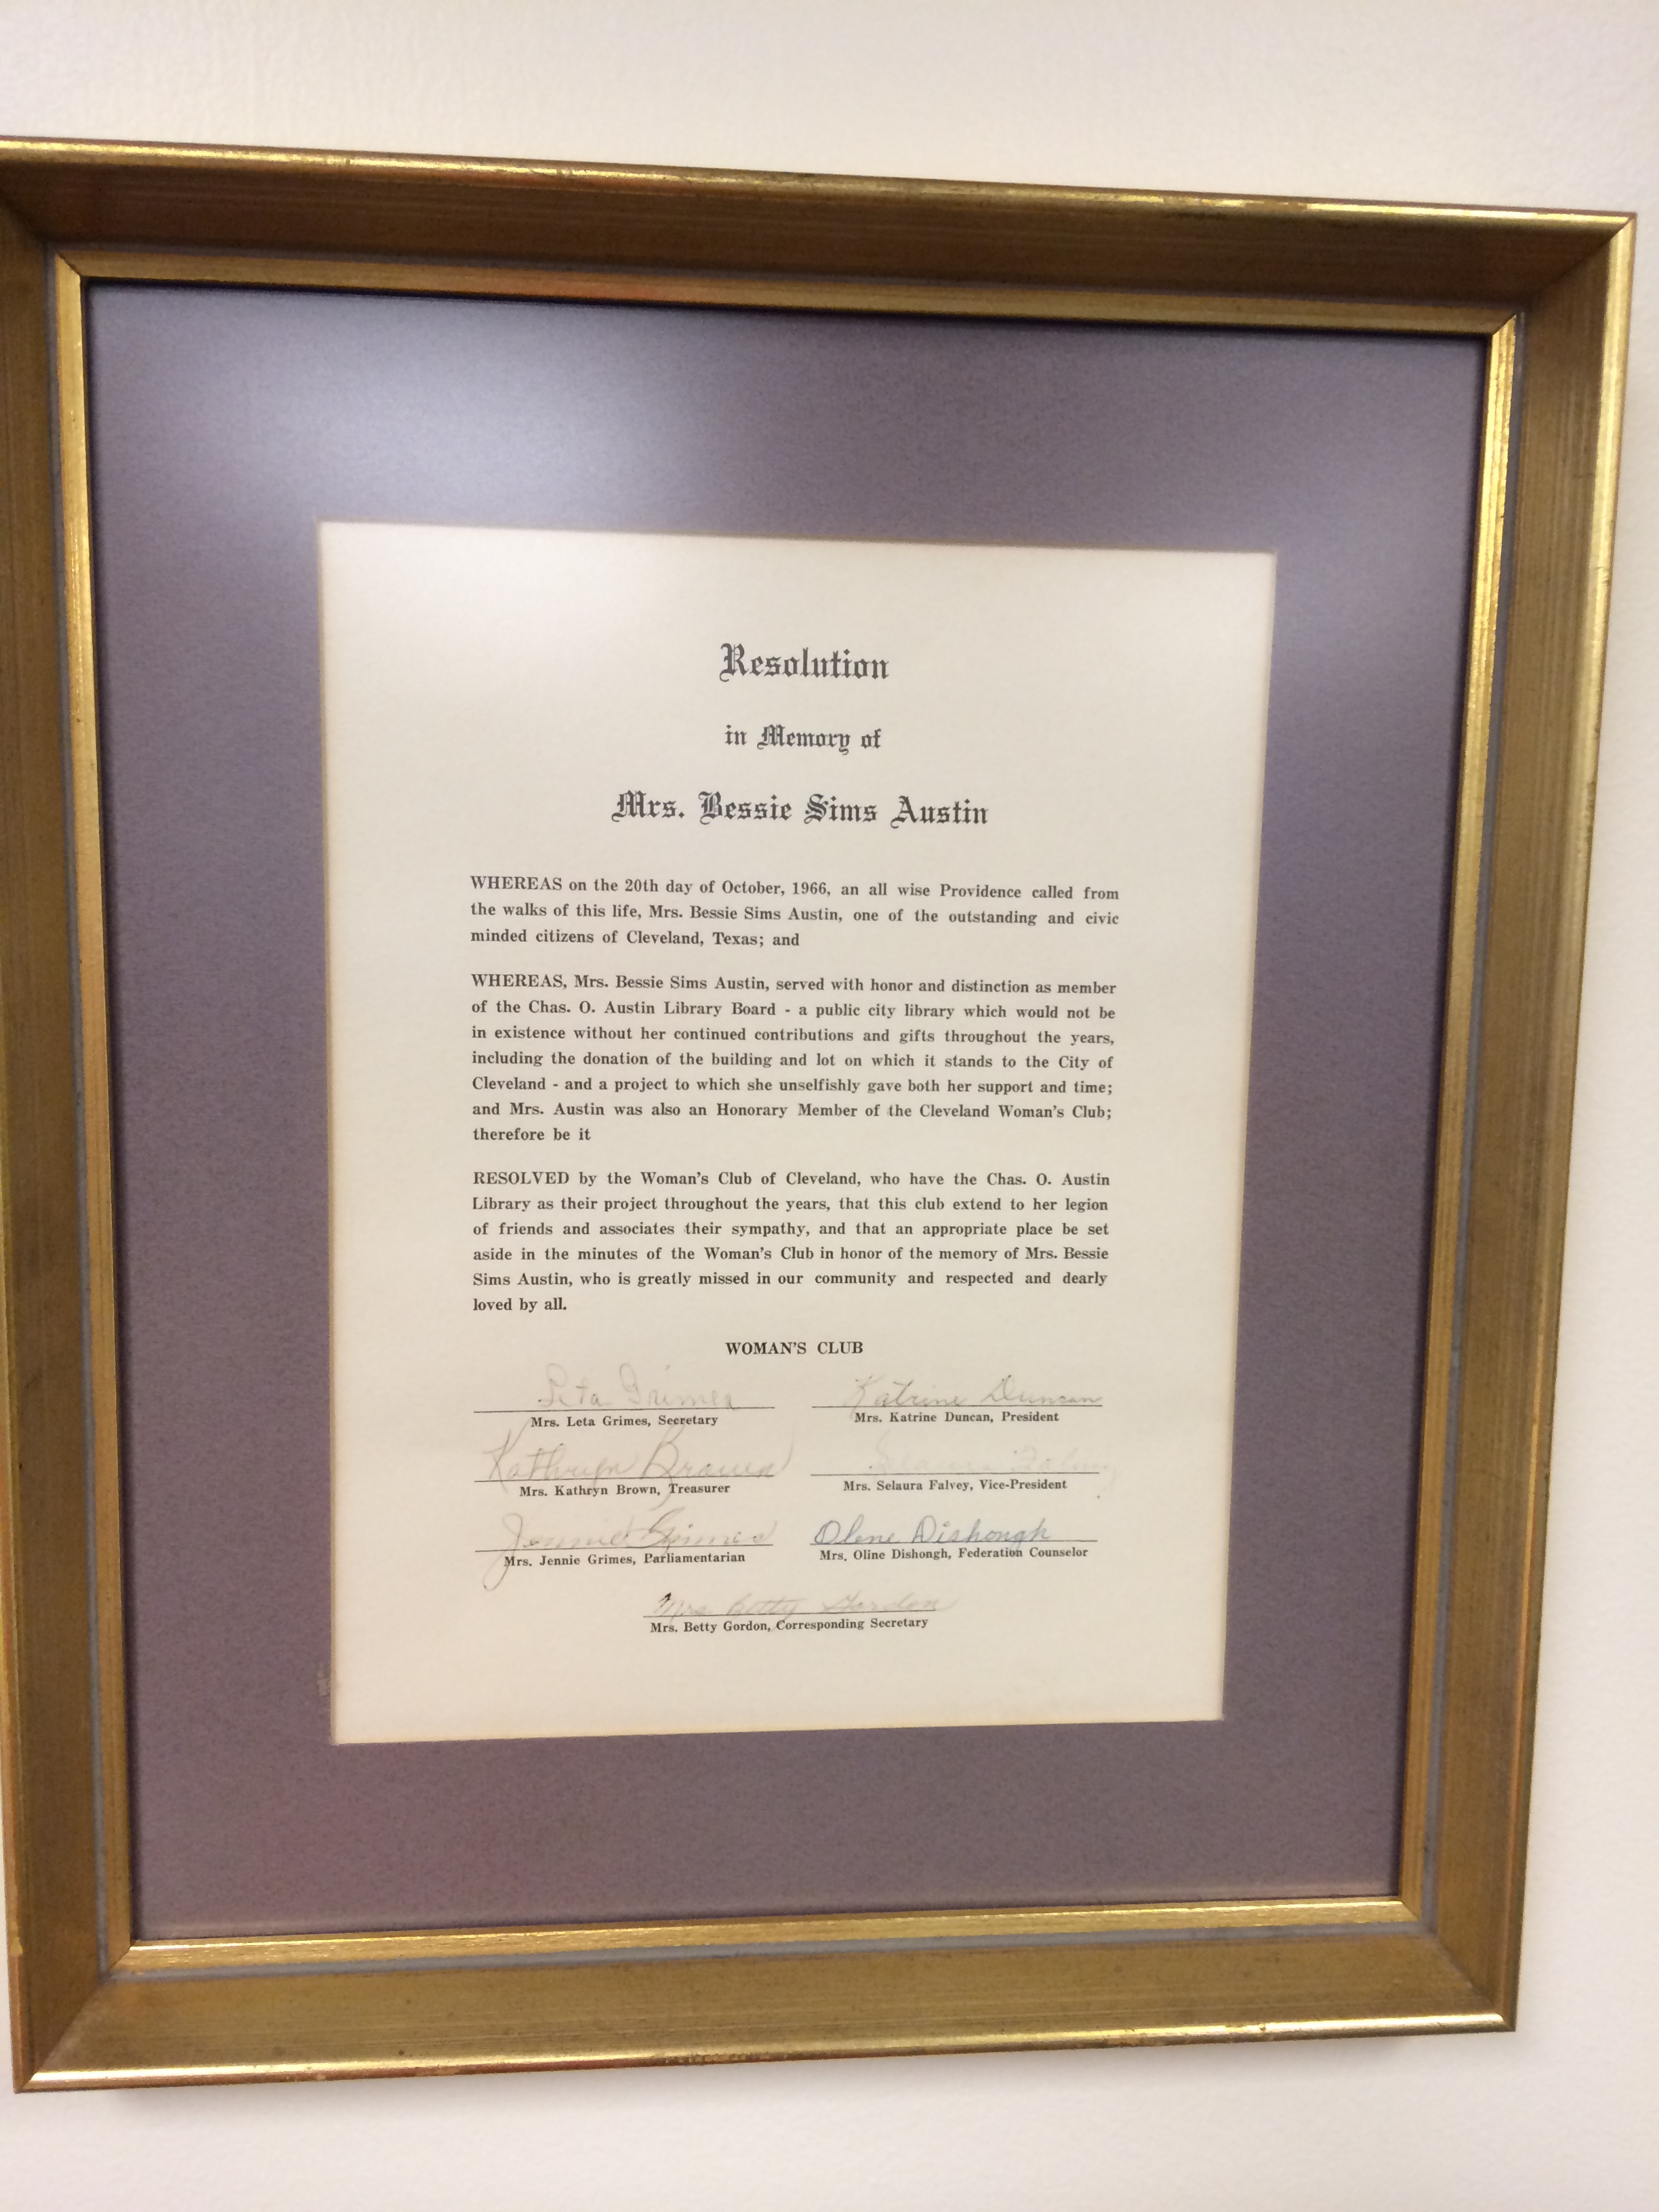 Resolution
in Memory of
Mrs. Bessie Sims Austin
WHEREAS on the 20th day of October, 1966, an all wise Providence called from
the walks of this life, Mrs. Bessie Sims Austin, one of the outstanding and civic
minded citizens of Cleveland, Texas; and
WHEREAS, Mrs. Bessie Sims Austin, served with honor and distinction as member
of the Chas. O. Austin Library Board - a public city library which would not be
in existence without her continued contributions and gifts throughout the years,
including the donation of the building and lot on which it stands to the City of
Cleveland - and a project to which she unselfishly gave both her support and time;
and Mrs. Austin was also an Honorary Member of the Cleveland Woman's Club;
therefore be it
RESOLVED by the Woman's Club of Cleveland, who have the Chas. O. Austin
Library as their project throughout the years, that this club extend to her legion
of friends and associates their sympathy, and that an appropriate place be set
aside in the minutes of the Woman's Club in honor of the memory of Mrs. Bessie
Sims Austin, who is greatly missed in our community and respected and dearly
loved by all.
WOMAN'S CLUB
Leta Grimes Katrine Duncan
Mrs. Leta Grimes, Secretary Mrs. Katrine Duncan, President
Kathryn Brown Selaura Falvey
Mrs. Kathryn Brown, Treasurer Mrs. Selaura Falvey, Vice-President
Jennie Grimes Oline Dishongh
Mrs. Jennie Grimes, Parliamentarian Mrs. Oline Dishongh, Federation Counselor
Mrs Betty Gordon
Mrs. Betty Gordon, Corresponding Secretary